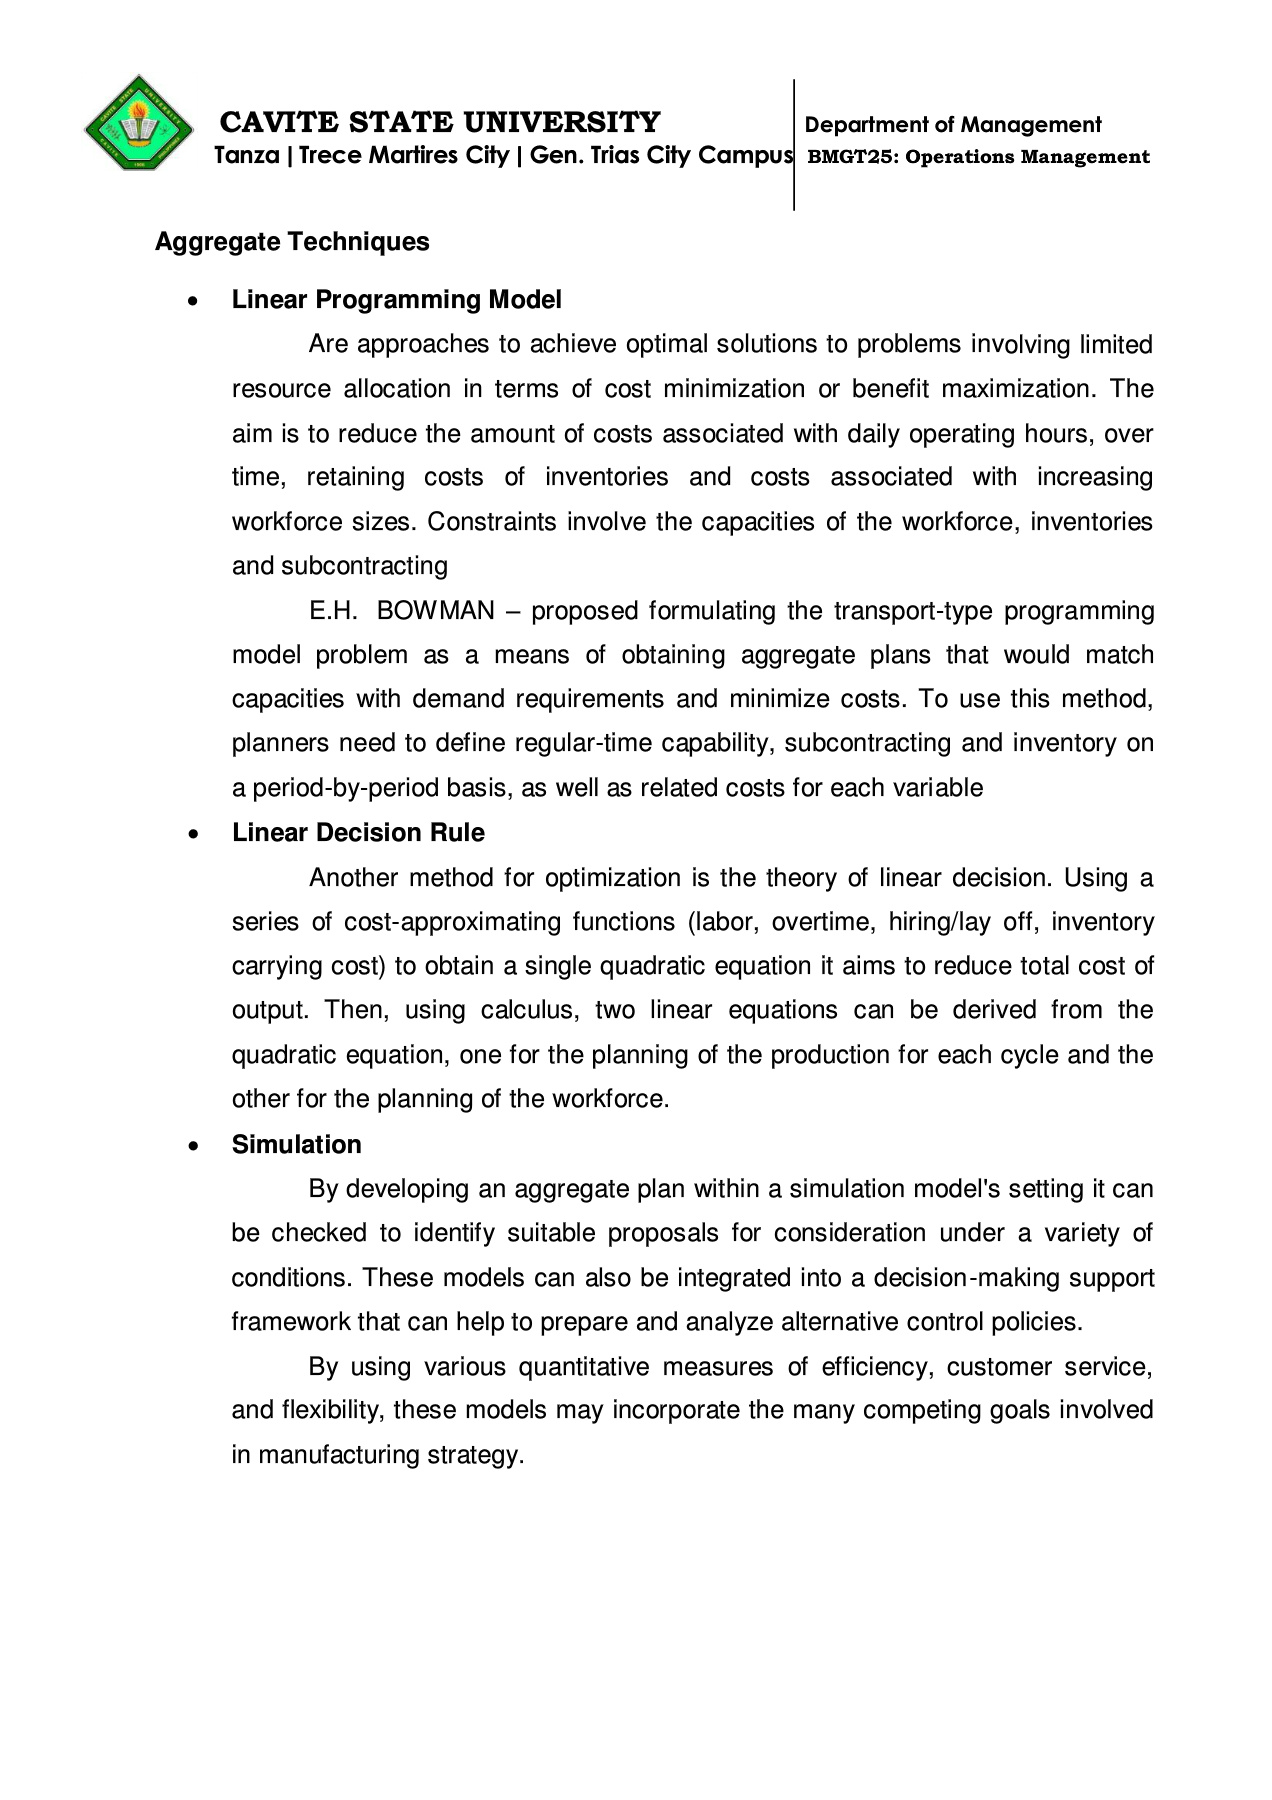 CAVITE STATE UNIVERSITY
Tanza | Trece Martires City | Gen. Trias City Campus
Department of Management
BMGT25: Operations Management
CAVITE STATE UNIVERSITY
CAVITE
PHILIPPINES
1906
Aggregate Techniques
• Linear Programming Model
Are approaches to achieve optimal solutions to problems involving limited
resource allocation in terms of cost minimization or benefit maximization. The
aim is to reduce the amount of costs associated with daily operating hours, over
time, retaining costs of inventories and costs associated with increasing
workforce sizes. Constraints involve the capacities of the workforce, inventories
and subcontracting
E.H. BOWMAN – proposed formulating the transport-type programming
model problem as a means of obtaining aggregate plans that would match
capacities with demand requirements and minimize costs. To use this method,
planners need to define regular-time capability, subcontracting and inventory on
a period-by-period basis, as well as related costs for each variable
• Linear Decision Rule
Another method for optimization is the theory of linear decision. Using a
series of cost-approximating functions (labor, overtime, hiring/lay off, inventory
carrying cost) to obtain a single quadratic equation it aims to reduce total cost of
output. Then, using calculus, two linear equations can be derived from the
quadratic equation, one for the planning of the production for each cycle and the
other for the planning of the workforce.
• Simulation
By developing an aggregate plan within a simulation model's setting it can
be checked to identify suitable proposals for consideration under a variety of
conditions. These models can also be integrated into a decision-making support
framework that can help to prepare and analyze alternative control policies.
By using various quantitative measures of efficiency, customer service,
and flexibility, these models may incorporate the many competing goals involved
in manufacturing strategy.